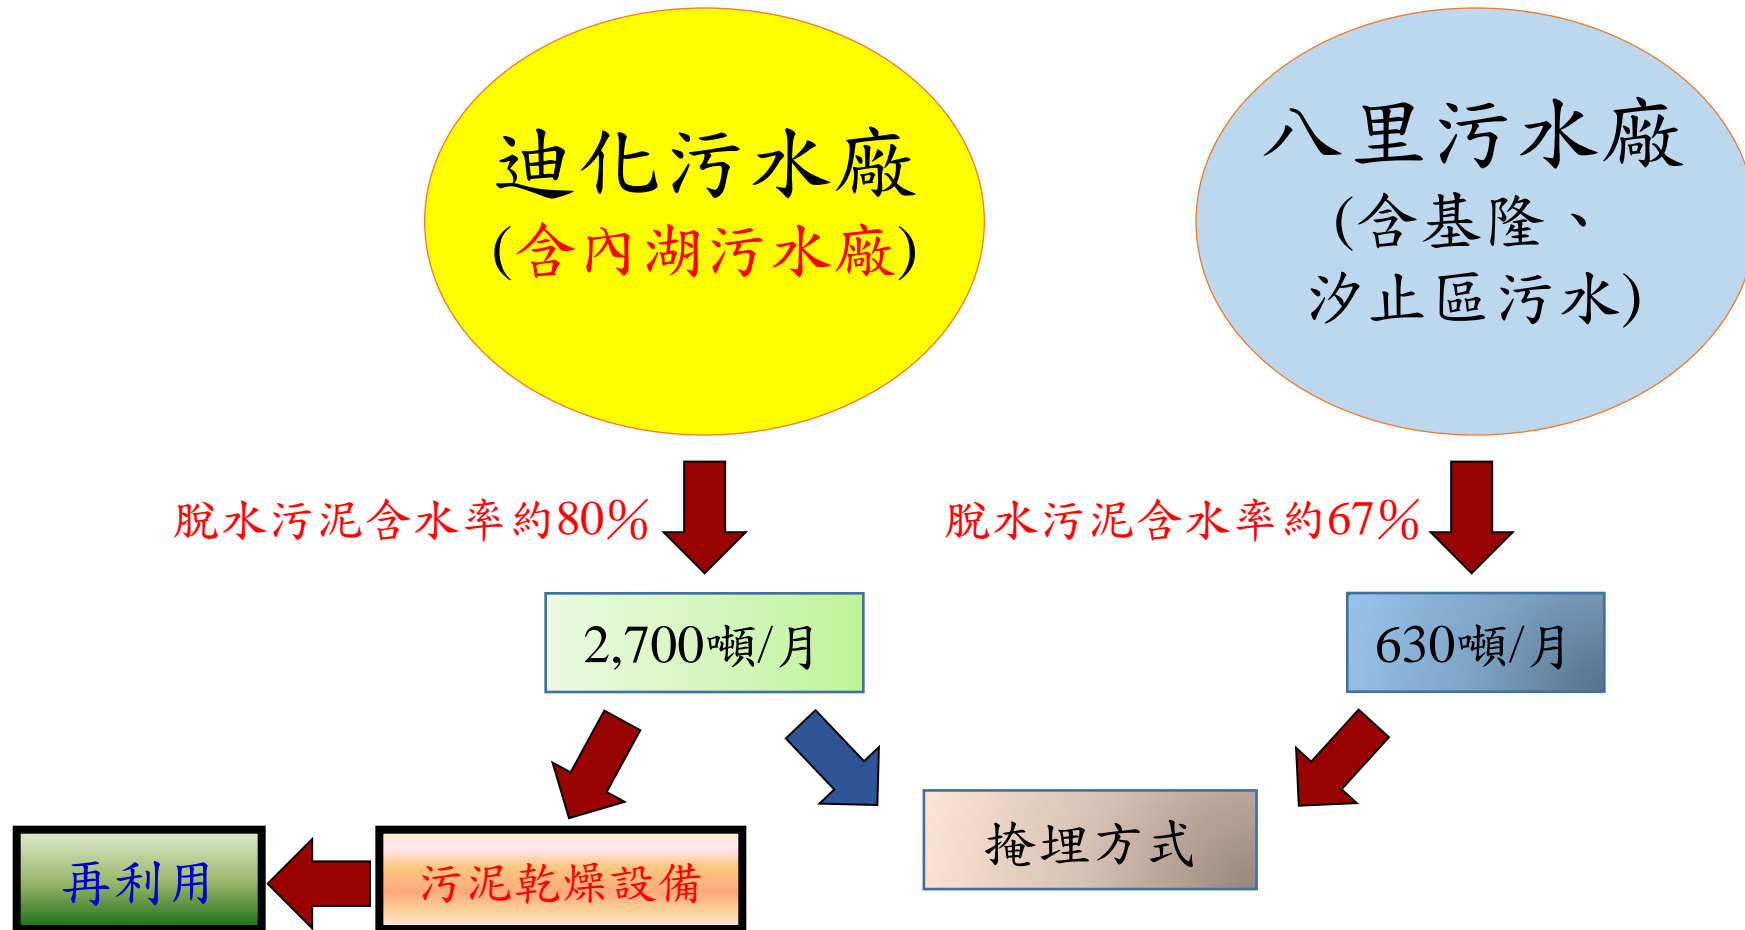 迪化污水廠
(含內湖污水廠)
八里污水廠
(含基隆、
汐止區污水)
脫水污泥含水率約80%
脫水污泥含水率約67%
2,700噸/月
630噸/月
掩埋方式
污泥乾燥設備
再利用